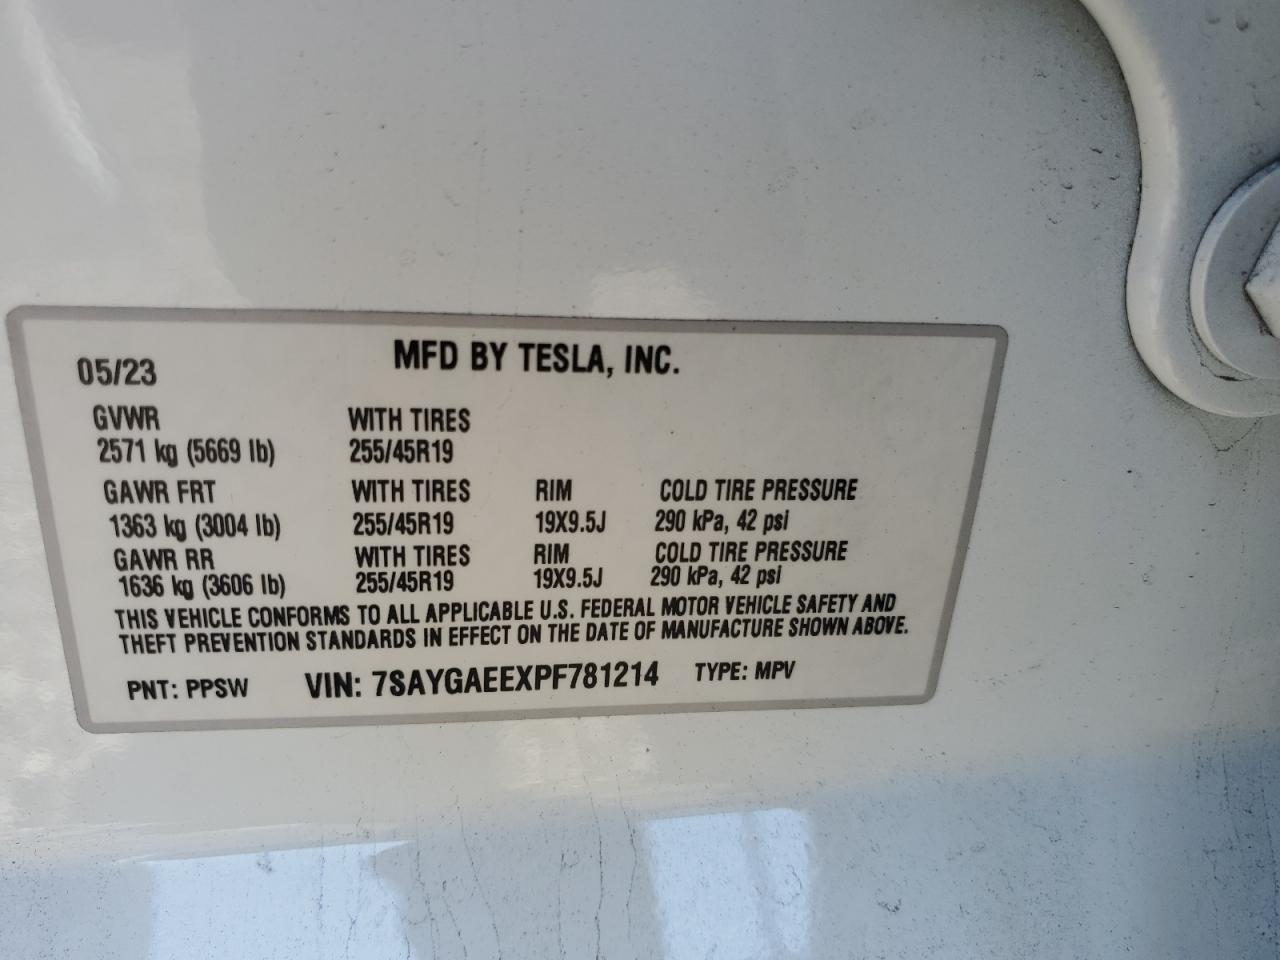 05/23 MFD BY TESLA, INC.
GVWR WITH TIRES
2571 kg (5669 lb) 255/45R19
GAWR FRT WITH TIRES RIM COLD TIRE PRESSURE
1363 kg (3004 lb) 255/45R19 19X9.5J 290 kPa, 42 psi
GAWR RR WITH TIRES RIM COLD TIRE PRESSURE
1636 kg (3606 lb) 255/45R19 19X9.5J 290 kPa, 42 psi
THIS VEHICLE CONFORMS TO ALL APPLICABLE U.S. FEDERAL MOTOR VEHICLE SAFETY AND
THEFT PREVENTION STANDARDS IN EFFECT ON THE DATE OF MANUFACTURE SHOWN ABOVE.
PNT: PPSW VIN: 7SAYGAEEXPF781214 TYPE: MPV